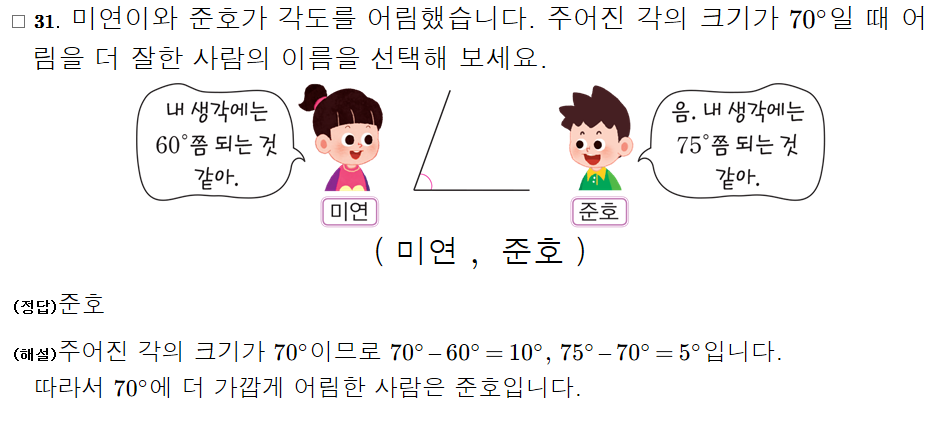 □ 31. 미연이와 준호가 각도를 어림했습니다. 주어진 각의 크기가 70°일 때 어
림을 더 잘한 사람의 이름을 선택해 보세요.
내 생각에는
60°쯤 되는 것
같아.
음. 내 생각에는
75°쯤 되는 것
같아.
미연
준호
( 미연 , 준호 )
(정답)준호
(해설)주어진 각의 크기가 70°이므로 70°-60°=10°, 75°-70°=5°입니다.
따라서 70°에 더 가깝게 어림한 사람은 준호입니다.